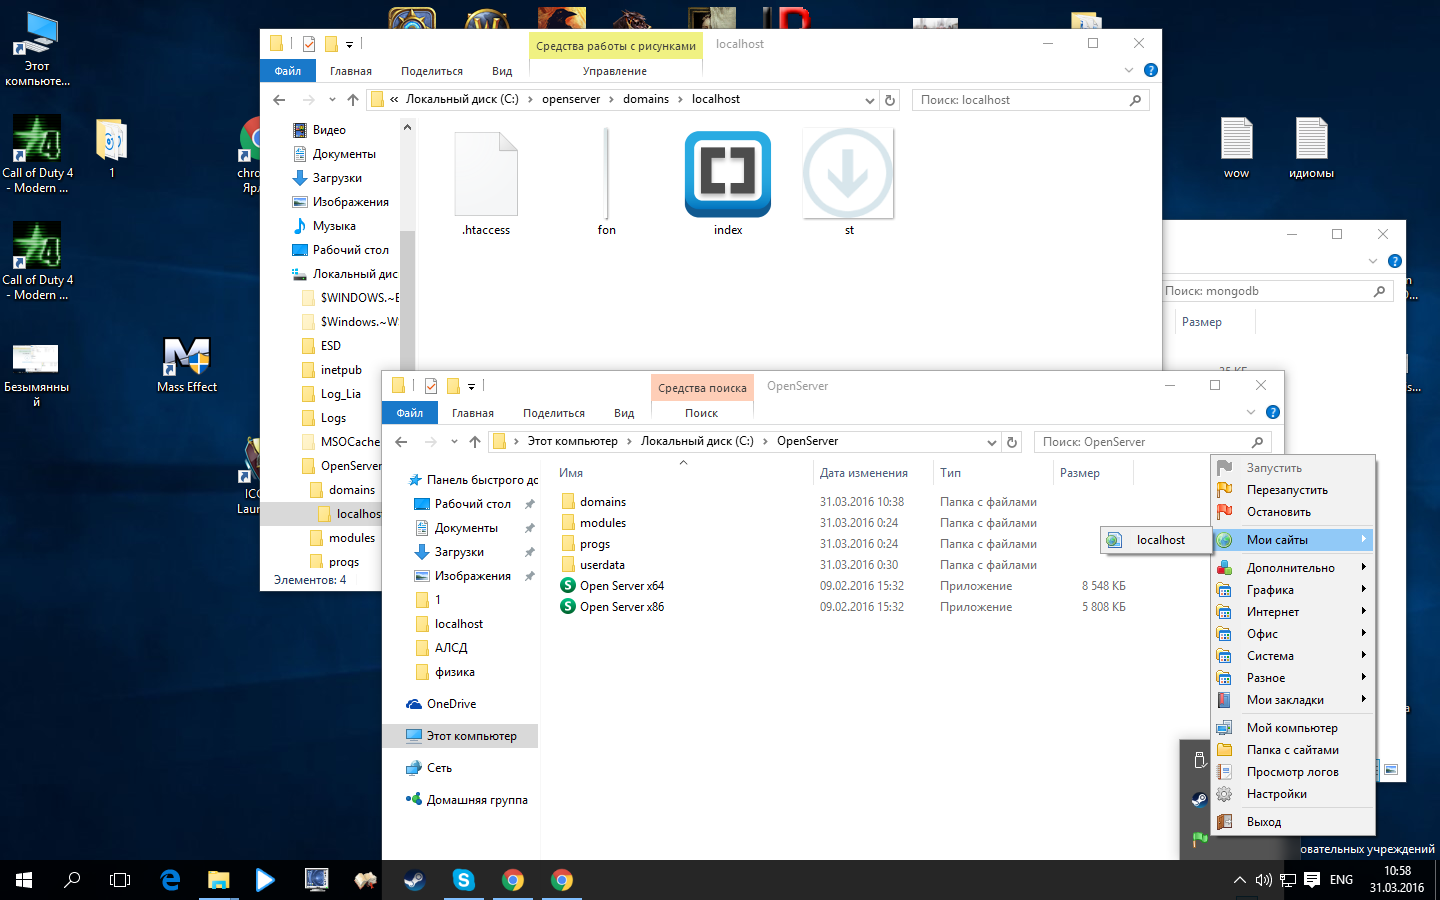 Этот
компьюте...
Call of Duty 4
- Modern ...
1
Call of Duty 4
- Modern ...
Безымянны
й
Mass Effect
chro
Ярл
ICC
Laun
wow
идиомы
Средства работы с рисунками
localhost
Файл
Главная
Поделиться
Вид
Управление
« Локальный диск (C:) › openserver › domains › localhost
Поиск: localhost
Видео
Документы
Загрузки
Изображения
Музыка
Рабочий стол
Локальный дис
$WINDOWS.~E
$Windows.~WS
ESD
inetpub
Log_Lia
Logs
MSOCache
OpenServer
domains
localhost
modules
progs
Элементов: 4
.htaccess
fon
index
st
Поиск: mongodb
Размер
Средства поиска
OpenServer
Файл
Главная
Поделиться
Вид
Поиск
› Этот компьютер › Локальный диск (C:) › OpenServer
Поиск: OpenServer
Панель быстрого до
Рабочий стол
Документы
Загрузки
Изображения
1
localhost
АЛСД
физика
OneDrive
Этот компьютер
Сеть
Домашняя группа
Имя Дата изменения Тип Размер
domains 31.03.2016 10:38 Папка с файлами
modules 31.03.2016 0:24 Папка с файлами
progs 31.03.2016 0:24 Папка с файлами
userdata 31.03.2016 0:30 Папка с файлами
Open Server x64 09.02.2016 15:32 Приложение 8 548 КБ
Open Server x86 09.02.2016 15:32 Приложение 5 808 КБ
localhost
Запустить
Перезапустить
Остановить
Мои сайты
Дополнительно
Графика
Интернет
Офис
Система
Разное
Мои закладки
Мой компьютер
Папка с сайтами
Просмотр логов
Настройки
Выход
овательных учреждений
ENG
10:58
31.03.2016